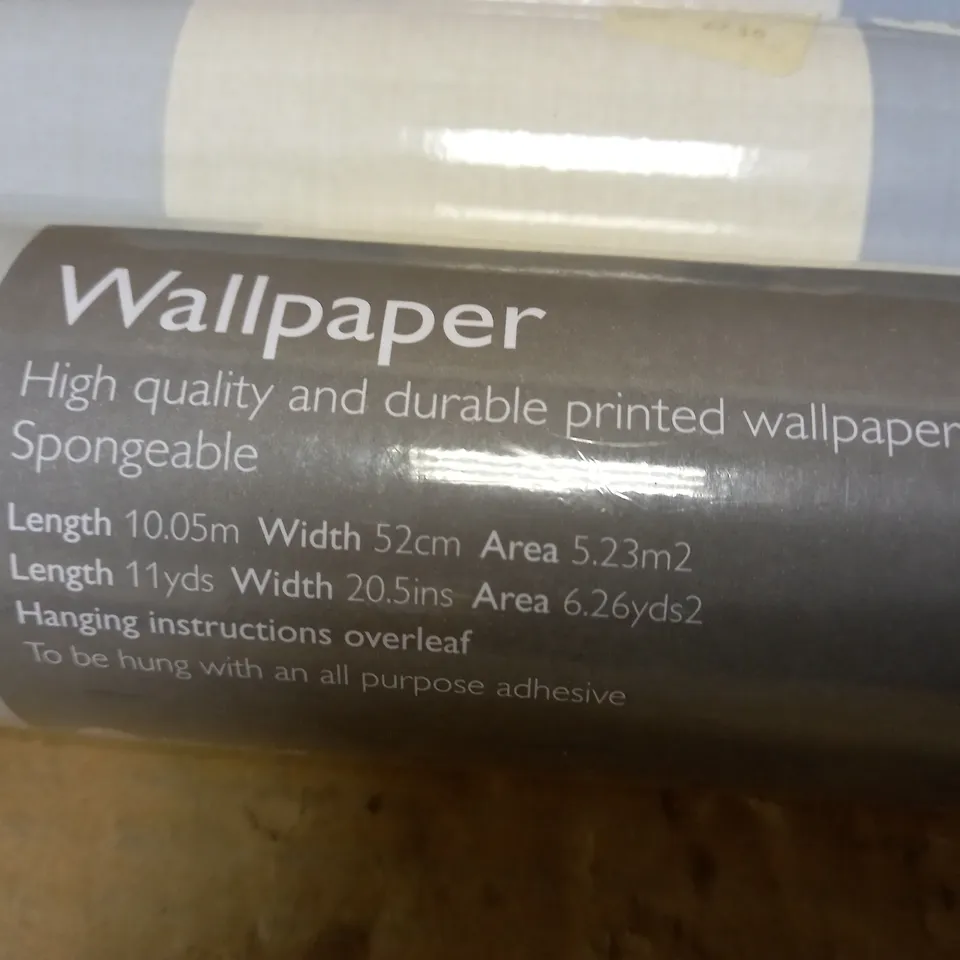 Wallpaper
High quality and durable printed wallpaper
Spongeable
Length 10.05m Width 52cm Area 5.23m2
Length 11yds Width 20.5ins Area 6.26yds2
Hanging instructions overleaf
To be hung with an all purpose adhesive